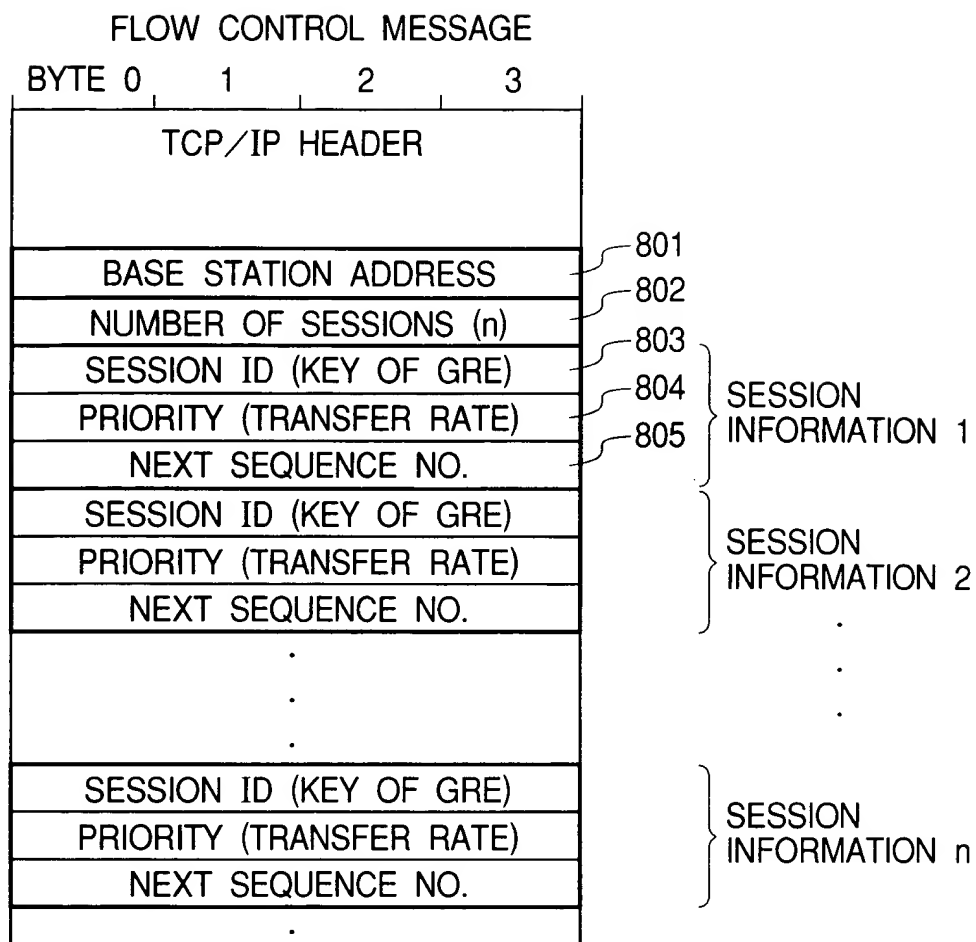 FLOW CONTROL MESSAGE
BYTE 0 1 2 3
TCP/IP HEADER
BASE STATION ADDRESS 801
NUMBER OF SESSIONS (n) 802
SESSION ID (KEY OF GRE) 803
PRIORITY (TRANSFER RATE) 804
NEXT SEQUENCE NO. 805
SESSION
INFORMATION 1
SESSION ID (KEY OF GRE)
PRIORITY (TRANSFER RATE)
NEXT SEQUENCE NO.
SESSION
INFORMATION 2
SESSION ID (KEY OF GRE)
PRIORITY (TRANSFER RATE)
NEXT SEQUENCE NO.
SESSION
INFORMATION n